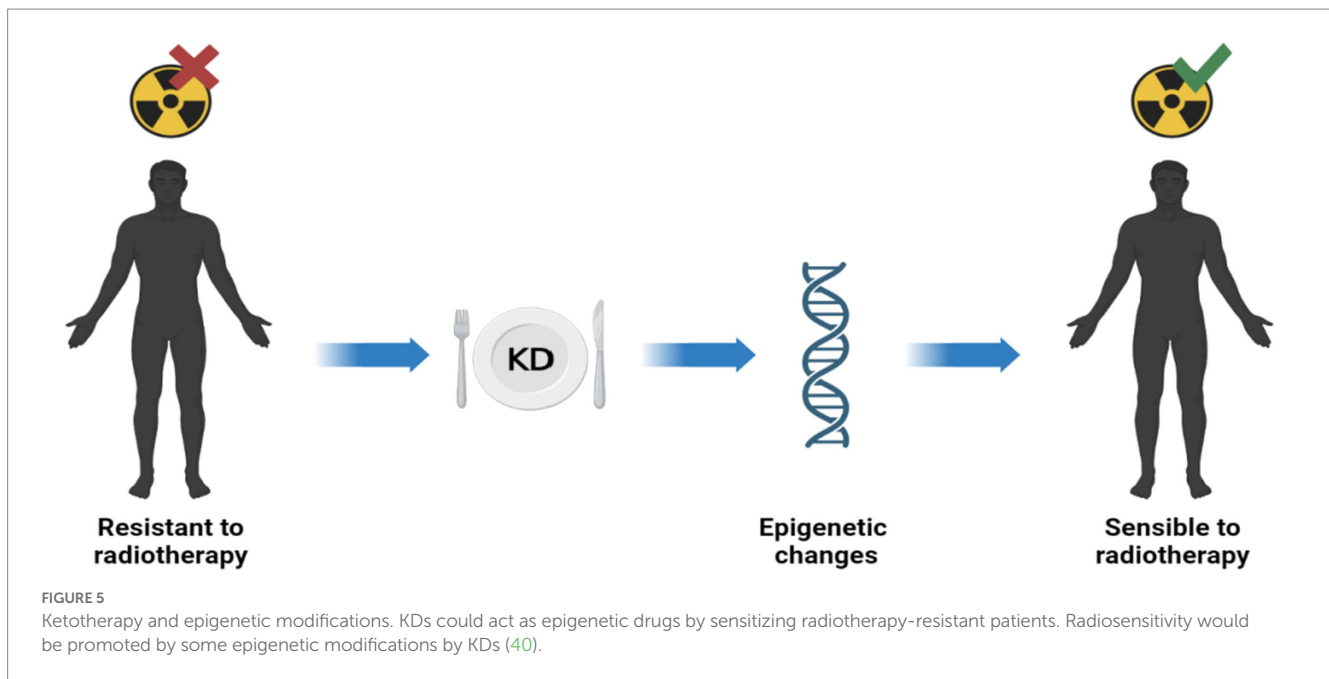 KD
Resistant to
radiotherapy
Epigenetic
changes
Sensible to
radiotherapy
FIGURE 5
Ketotherapy and epigenetic modifications. KDs could act as epigenetic drugs by sensitizing radiotherapy-resistant patients. Radiosensitivity would
be promoted by some epigenetic modifications by KDs (40).